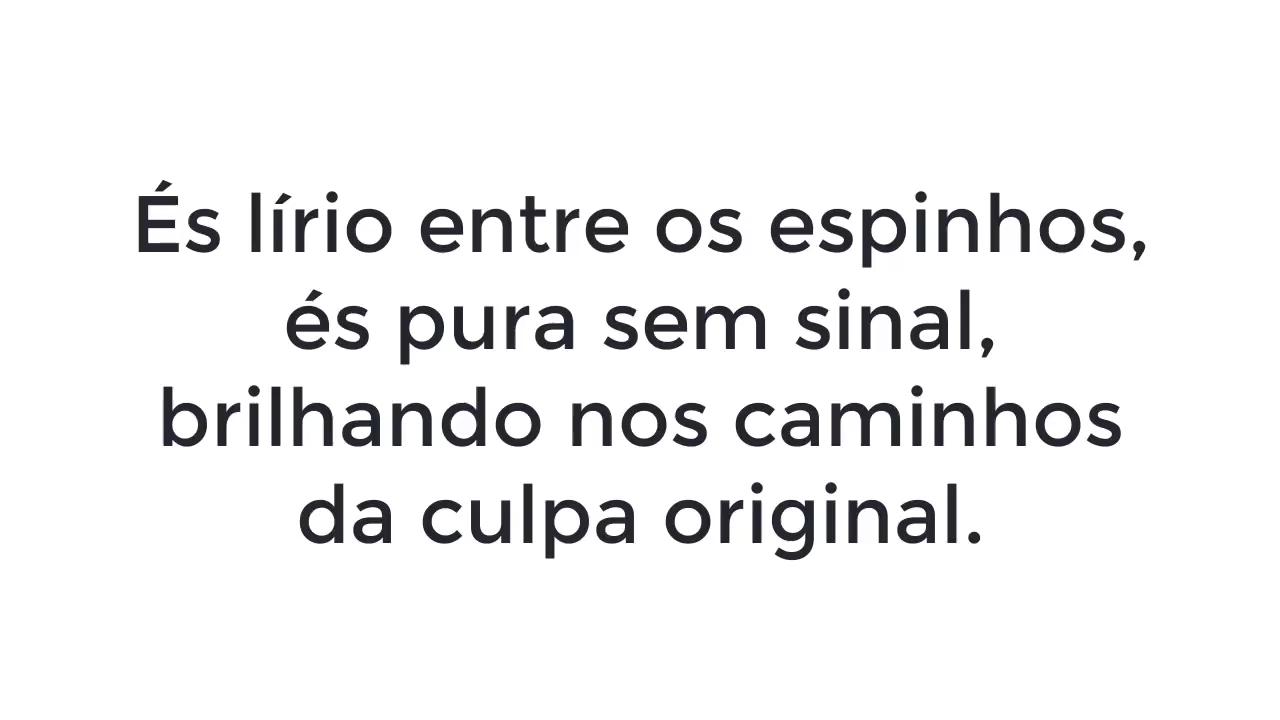 És lírio entre os espinhos,
és pura sem sinal,
brilhando nos caminhos
da culpa original.